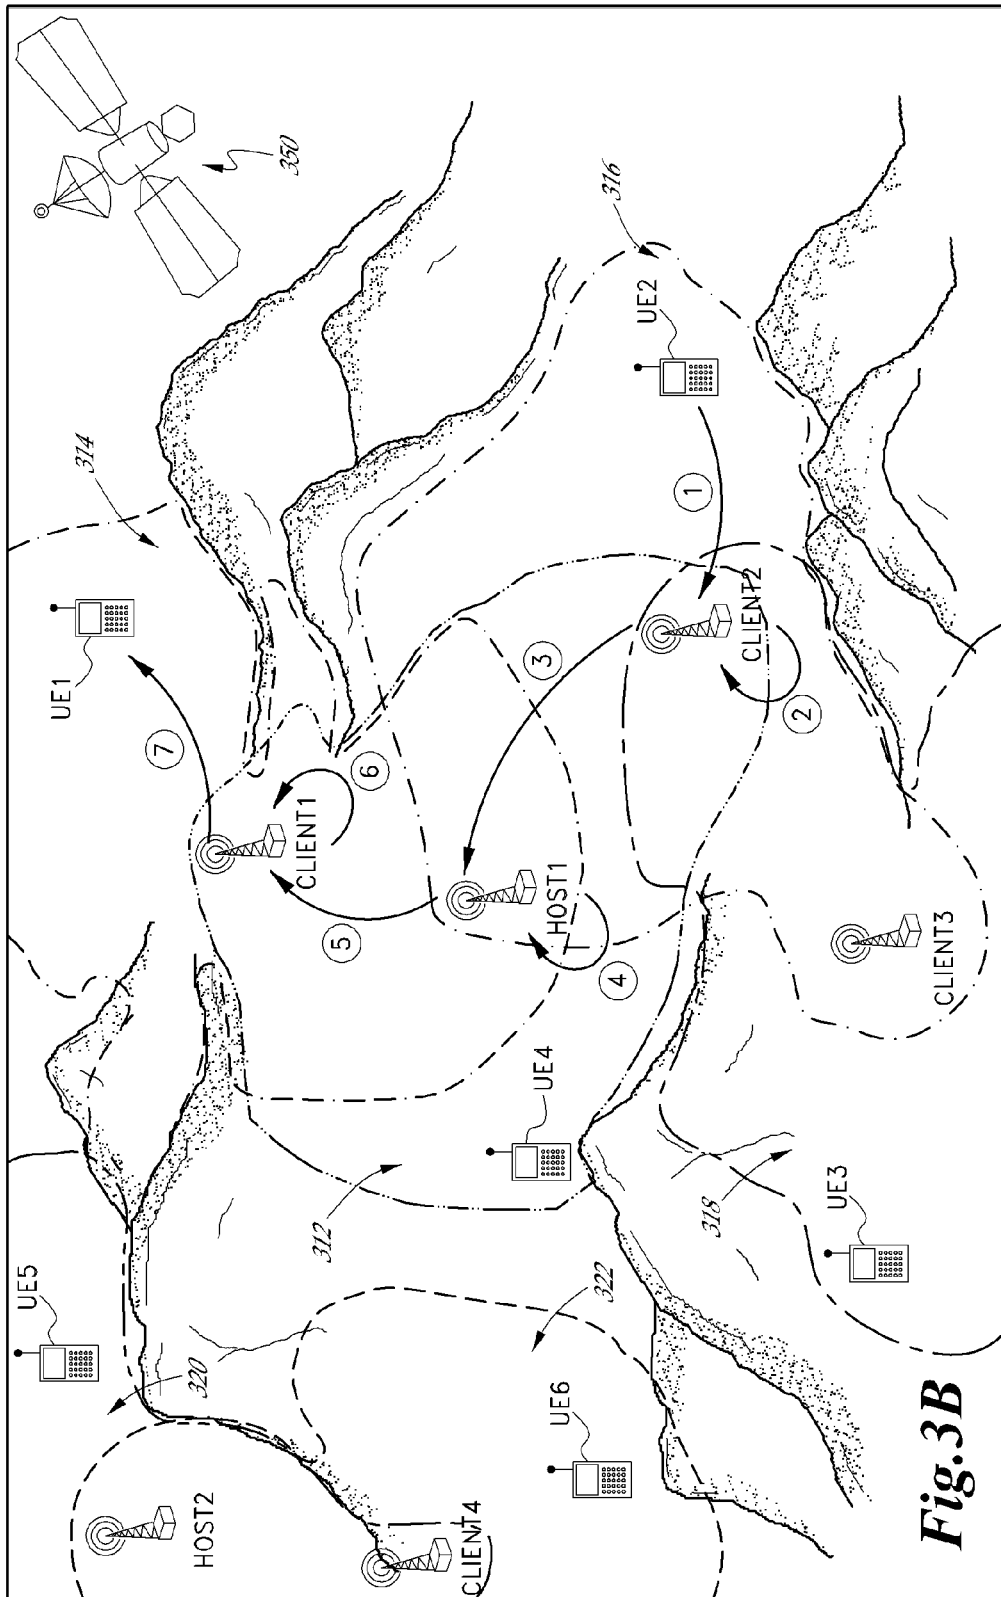 350
316
314
UE2
UE1
1
CLIENT2
2
3
7
6
CLIENT1
5
HOST1
4
CLIENT3
UE4
312
318
UE3
UE5
322
320
UE6
HOST2
CLIENT4
Fig.3B